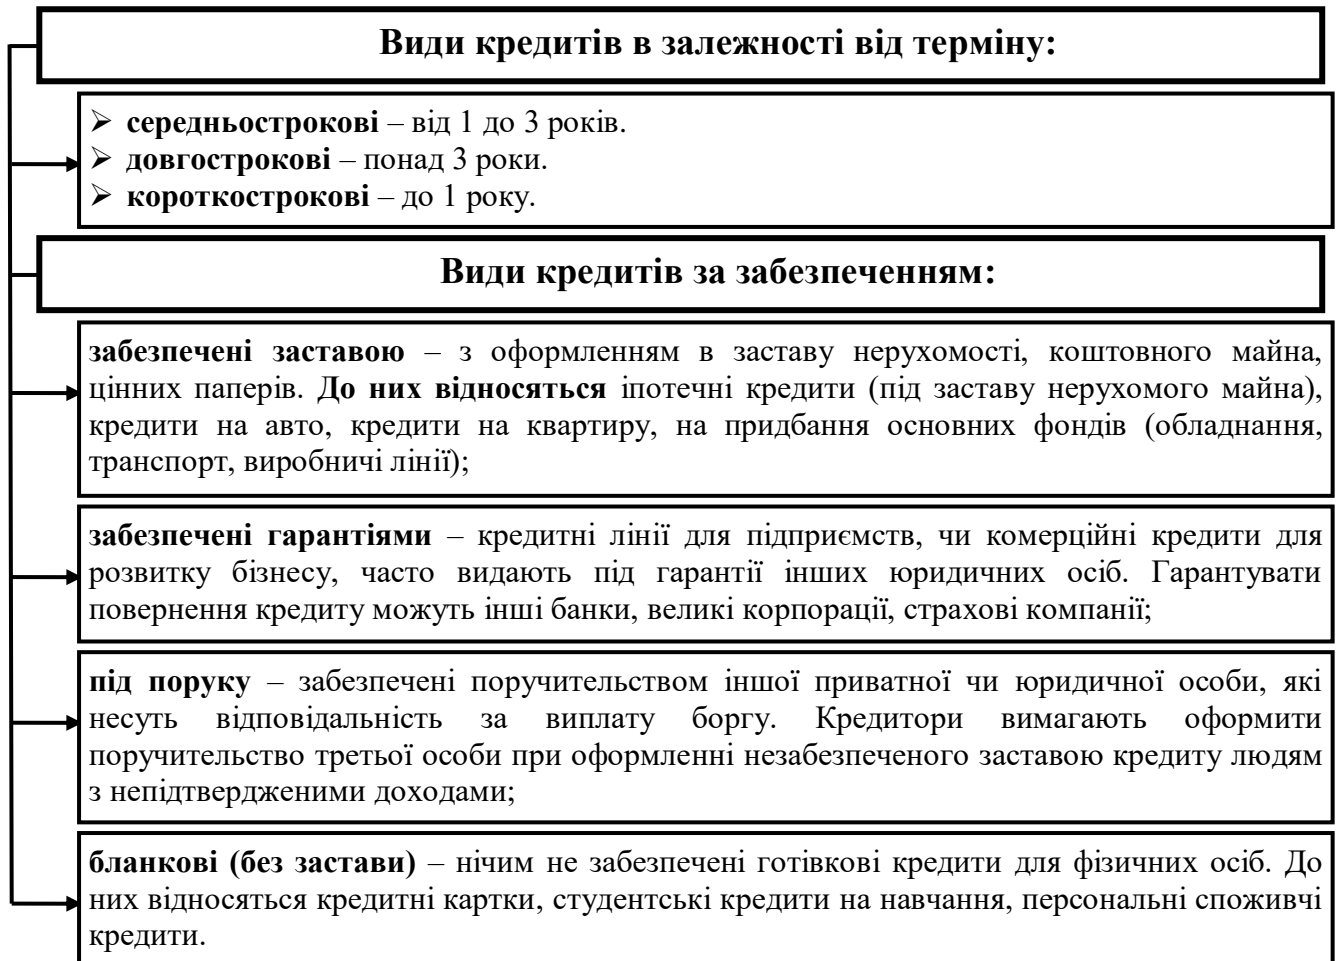 Види кредитів в залежності від терміну:
➢ середньострокові – від 1 до 3 років.
➢ довгострокові – понад 3 роки.
➢ короткострокові – до 1 року.
Види кредитів за забезпеченням:
забезпечені заставою – з оформленням в заставу нерухомості, коштовного майна,
цінних паперів. До них відносяться іпотечні кредити (під заставу нерухомого майна),
кредити на авто, кредити на квартиру, на придбання основних фондів (обладнання,
транспорт, виробничі лінії);
забезпечені гарантіями – кредитні лінії для підприємств, чи комерційні кредити для
розвитку бізнесу, часто видають під гарантії інших юридичних осіб. Гарантувати
повернення кредиту можуть інші банки, великі корпорації, страхові компанії;
під поруку – забезпечені поручительством іншої приватної чи юридичної особи, які
несуть відповідальність за виплату боргу. Кредитори вимагають оформити
поручительство третьої особи при оформленні незабезпеченого заставою кредиту людям
з непідтвердженими доходами;
бланкові (без застави) – нічим не забезпечені готівкові кредити для фізичних осіб. До
них відносяться кредитні картки, студентські кредити на навчання, персональні споживчі
кредити.